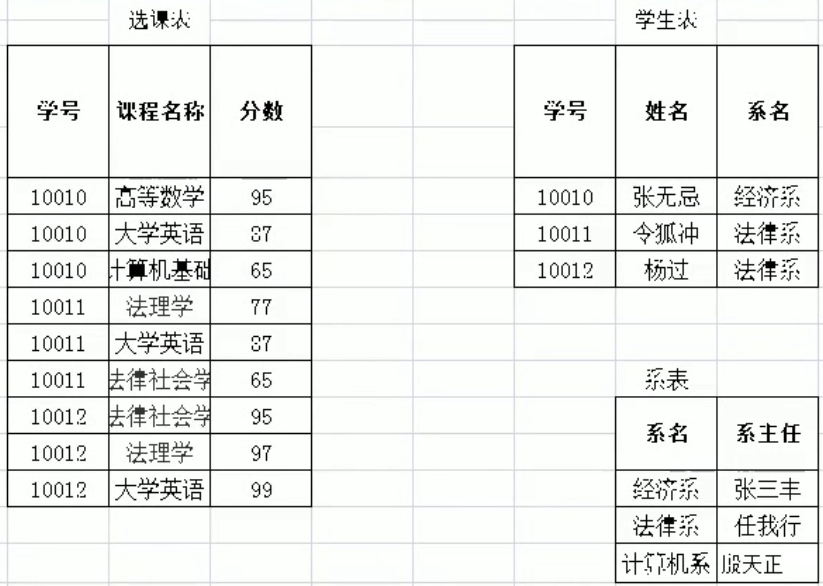 选课表
学号 课程名称 分数
10010 高等数学 95
10010 大学英语 87
10010 计算机基础 65
10011 法理学 77
10011 大学英语 87
10011 法律社会学 65
10012 法律社会学 95
10012 法理学 97
10012 大学英语 99
学生表
学号 姓名 系名
10010 张无忌 经济系
10011 令狐冲 法律系
10012 杨过 法律系
系表
系名 系主任
经济系 张三丰
法律系 任我行
计算机系 殷天正